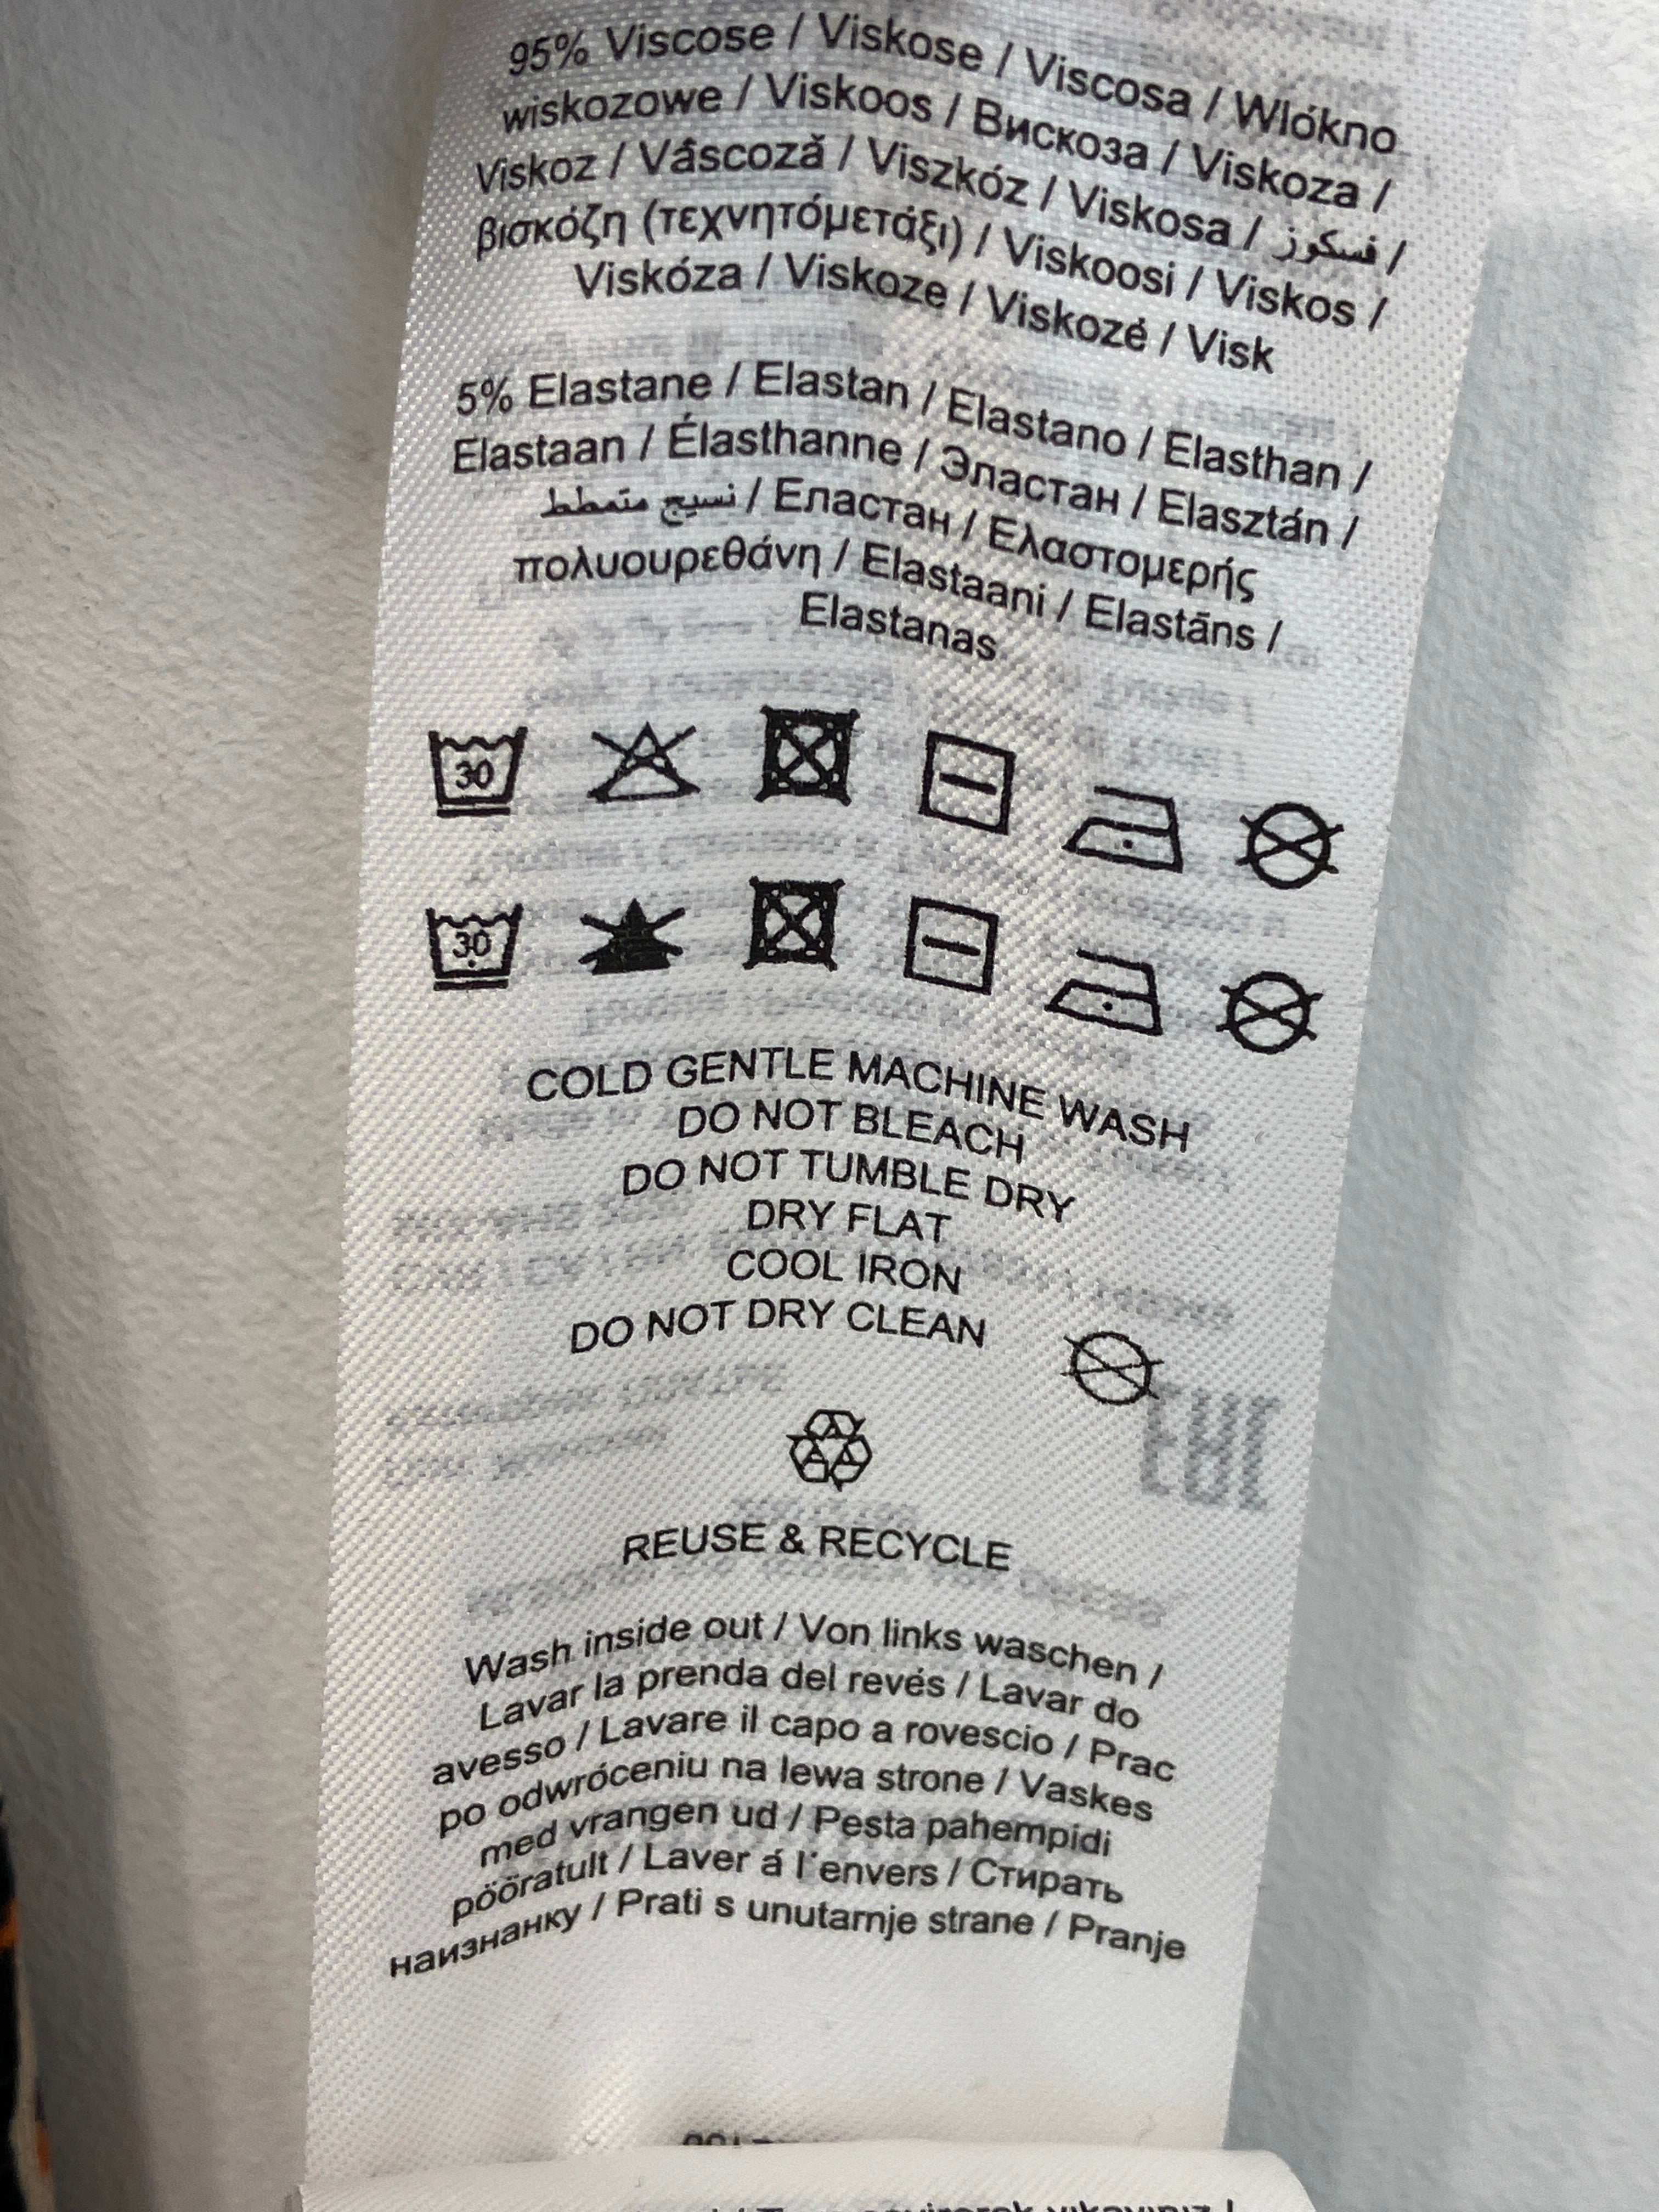 95% Viscose / Viskose / Viscosa / Wlókno
wiskozowe / Viskoos / Вискоза / Viskoza /
Viskoz / Vâscoză / Viszkóz / Viskosa / فسكوز /
βισκόζη (τεχνητόμετάξι) / Viskoosi / Viskos /
Viskóza / Viskoze / Viskozė / Visk
5% Elastane / Elastan / Elastano / Elasthan /
Elastaan / Élasthanne / Эластан / Elasztán /
نسيج متمطط / Еластан / Ελαστομερής
πολυουρεθάνη / Elastaani / Elastāns /
Elastanas
30
30
COLD GENTLE MACHINE WASH
DO NOT BLEACH
DO NOT TUMBLE DRY
DRY FLAT
COOL IRON
DO NOT DRY CLEAN
REUSE & RECYCLE
Wash inside out / Von links waschen /
Lavar la prenda del revés / Lavar do
avesso / Lavare il capo a rovescio / Prac
po odwróceniu na lewa strone / Vaskes
med vrangen ud / Pesta pahempidi
pööratult / Laver á l'envers / Стирать
наизнанку / Prati s unutarnje strane / Pranje